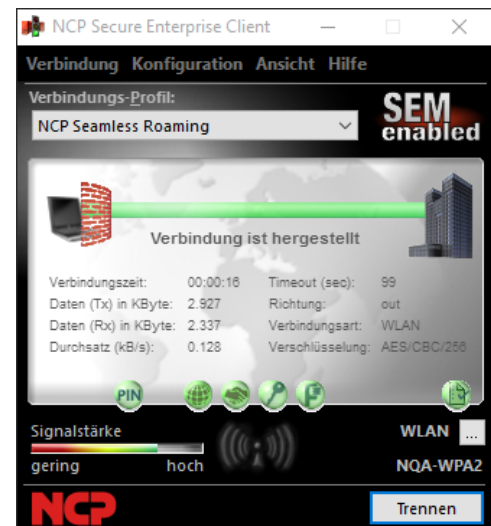 NCP Secure Enterprise Client
Verbindung Konfiguration Ansicht Hilfe
Verbindungs-Profil:
NCP Seamless Roaming
SEM
enabled
Verbindung ist hergestellt
Verbindungszeit: 00:00:16 Timeout (sec): 99
Daten (Tx) in KByte: 2.927 Richtung: out
Daten (Rx) in KByte: 2.337 Verbindungsart: WLAN
Durchsatz (kB/s): 0.128 Verschlüsselung: AES/CBC/256
PIN
Signalstärke WLAN ...
gering hoch NQA-WPA2
NCP Trennen